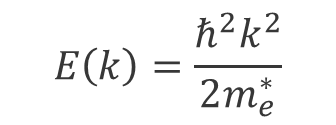 E(k) = ħ²k² / 2mₑ*